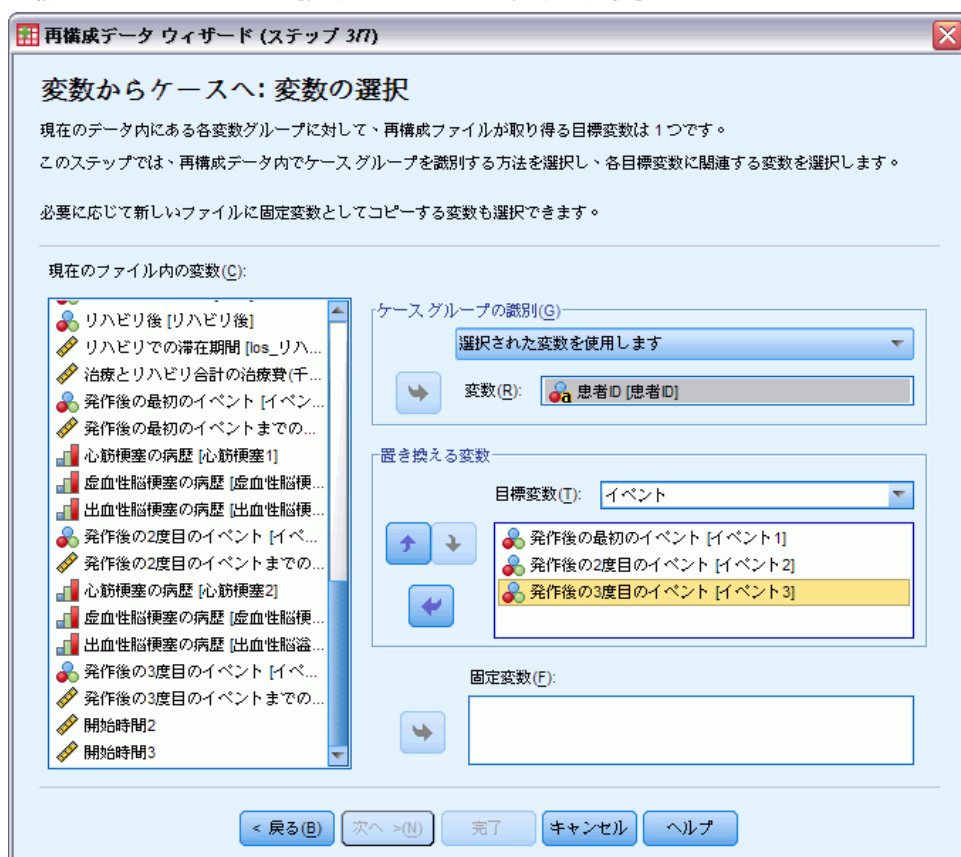 再構成データ ウィザード (ステップ 3/7)
変数からケースへ: 変数の選択
現在のデータ内にある各変数グループに対して、再構成ファイルが取り得る目標変数は 1 つです。
このステップでは、再構成データ内でケース グループを識別する方法を選択し、各目標変数に関連する変数を選択します。
必要に応じて新しいファイルに固定変数としてコピーする変数も選択できます。
現在のファイル内の変数(C):
リハビリ後 [リハビリ後]
リハビリでの滞在期間 [los_リハ...
治療とリハビリ合計の治療費(千...
発作後の最初のイベント [イベン...
発作後の最初のイベントまでの...
心筋梗塞の病歴 [心筋梗塞1]
虚血性脳梗塞の病歴 [虚血性脳梗...
出血性脳梗塞の病歴 [出血性脳梗...
発作後の2度目のイベント [イベ...
発作後の2度目のイベントまでの...
心筋梗塞の病歴 [心筋梗塞2]
虚血性脳梗塞の病歴 [虚血性脳梗...
出血性脳梗塞の病歴 [出血性脳溢...
発作後の3度目のイベント [イベ...
発作後の3度目のイベントまでの...
開始時間2
開始時間3
ケース グループの識別(G)
選択された変数を使用します
変数(R):
患者ID [患者ID]
置き換える変数
目標変数(T):
イベント
発作後の最初のイベント [イベント1]
発作後の2度目のイベント [イベント2]
発作後の3度目のイベント [イベント3]
固定変数(F):
< 戻る(B)
次へ >(N)
完了
キャンセル
ヘルプ